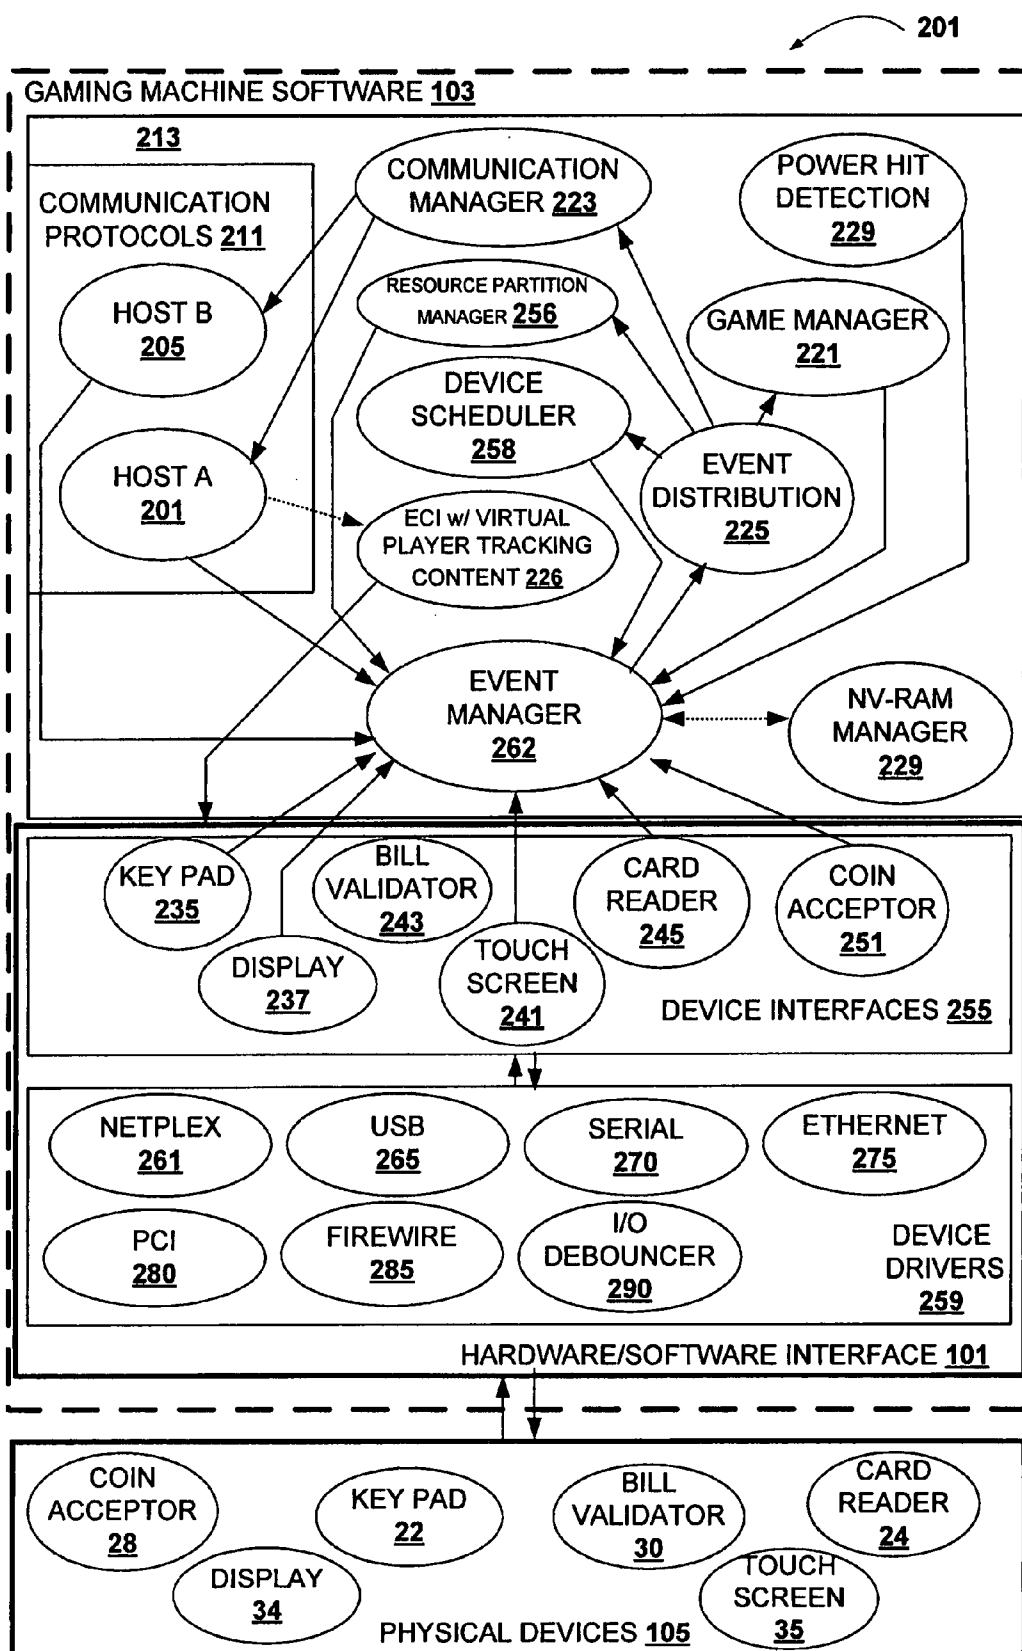 201
GAMING MACHINE SOFTWARE 103
213
COMMUNICATION
PROTOCOLS 211
HOST B
205
HOST A
201
COMMUNICATION
MANAGER 223
RESOURCE PARTITION
MANAGER 256
DEVICE
SCHEDULER
258
ECI w/ VIRTUAL
PLAYER TRACKING
CONTENT 226
POWER HIT
DETECTION
229
GAME MANAGER
221
EVENT
DISTRIBUTION
225
EVENT
MANAGER
262
NV-RAM
MANAGER
229
KEY PAD
235
BILL
VALIDATOR
243
CARD
READER
245
COIN
ACCEPTOR
251
DISPLAY
237
TOUCH
SCREEN
241
DEVICE INTERFACES 255
NETPLEX
261
USB
265
SERIAL
270
ETHERNET
275
PCI
280
FIREWIRE
285
I/O
DEBOUNCER
290
DEVICE
DRIVERS
259
HARDWARE/SOFTWARE INTERFACE 101
COIN
ACCEPTOR
28
KEY PAD
22
BILL
VALIDATOR
30
CARD
READER
24
DISPLAY
34
TOUCH
SCREEN
35
PHYSICAL DEVICES 105